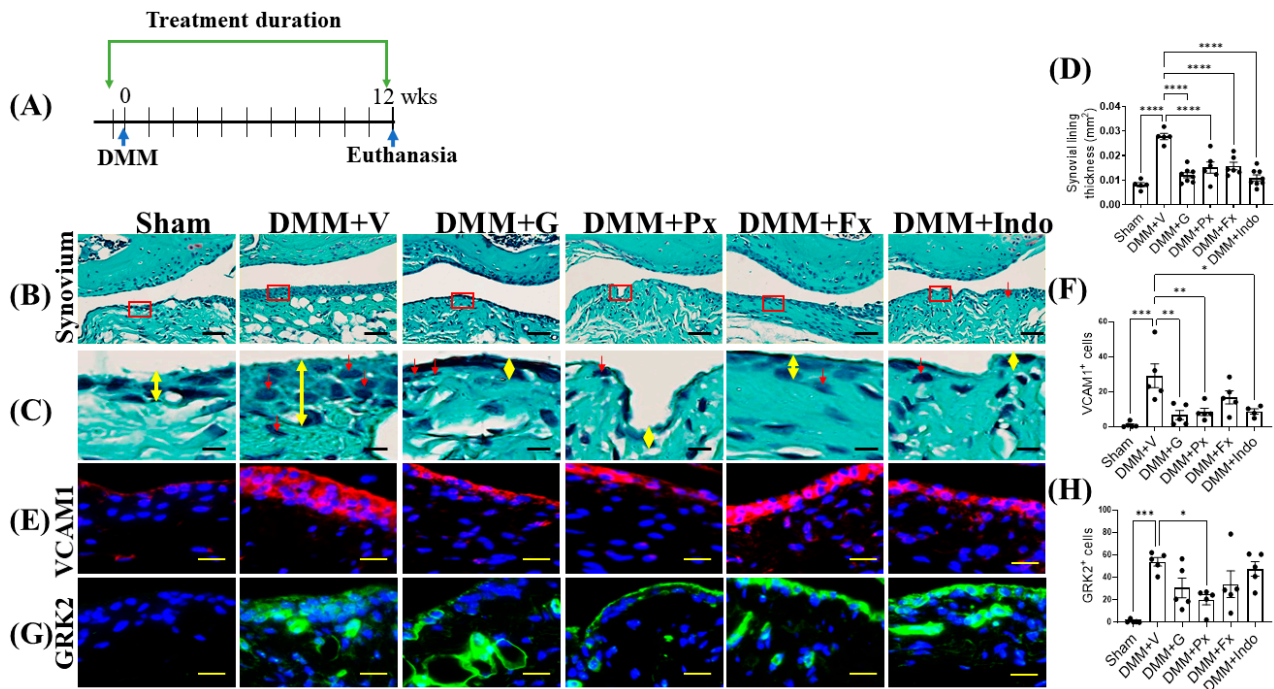 Treatment duration
(A)
0
12 wks
DMM
Euthanasia
Sham
DMM+V
DMM+G
DMM+Px
DMM+Fx
DMM+Indo
(B)
Synovium
(C)
(E)
VCAM1
(G)
GRK2
(D)
****
****
****
**** ****
Synovial lining
thickness (mm²)
0.04
0.03
0.02
0.01
0.00
Sham
DMM+V
DMM+G
DMM+Px
DMM+Fx
DMM+Indo
(F)
*
**
*** **
VCAM1⁺ cells
60
40
20
0
Sham
DMM+V
DMM+G
DMM+Px
DMM+Fx
DMM+Indo
(H)
*** *
GRK2⁺ cells
100
80
60
40
20
0
Sham
DMM+V
DMM+G
DMM+Px
DMM+Fx
DMM+Indo